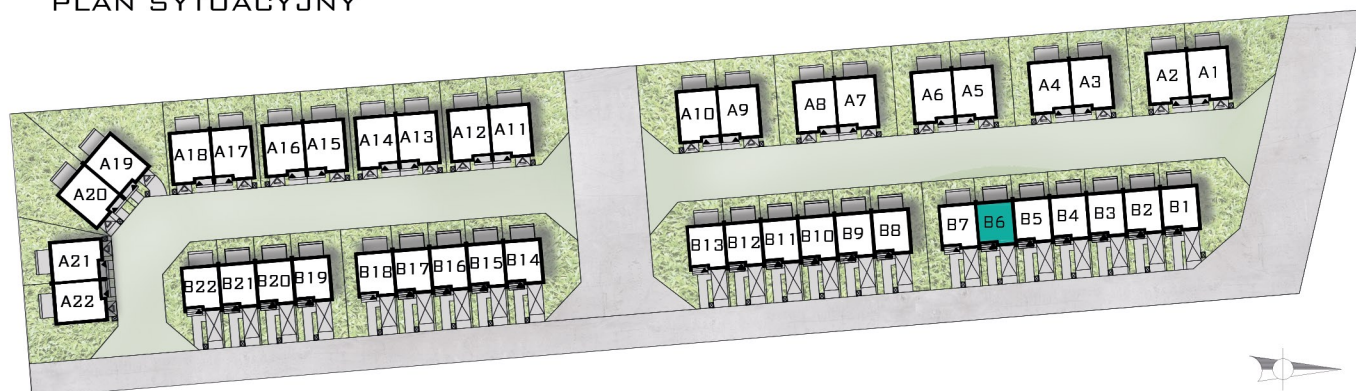 PLAN SYTUACYJNY
A10 A9 A8 A7 A6 A5 A4 A3 A2 A1
A18 A17 A16 A15 A14 A13 A12 A11
A19
A20
A21
A22
B13 B12 B11 B10 B9 B8 B7 B6 B5 B4 B3 B2 B1
B22 B21 B20 B19 B18 B17 B16 B15 B14